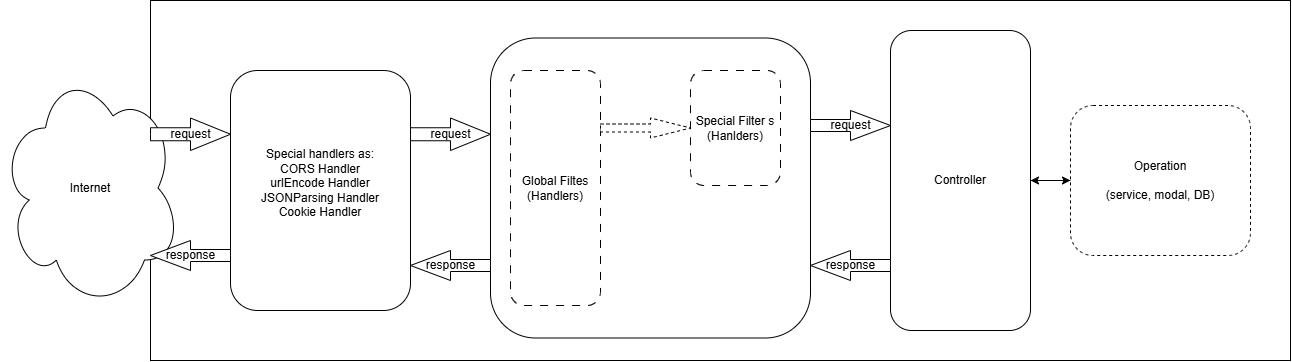 Internet
request
response
Special handlers as:
CORS Handler
urlEncode Handler
JSONParsing Handler
Cookie Handler
request
response
Global Filtes
(Handlers)
Special Filter s
(Hanlders)
request
response
Controller
Operation
(service, modal, DB)